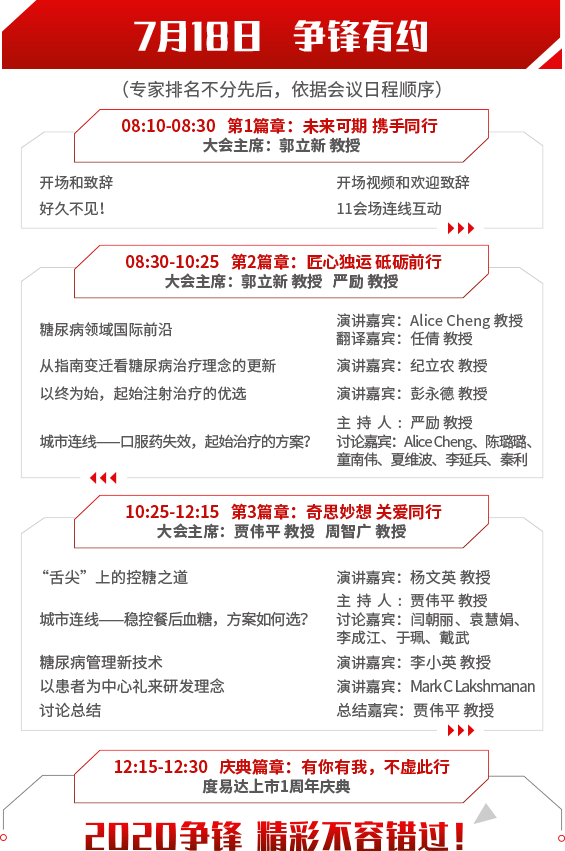 7月18日 争锋有约
（专家排名不分先后，依据会议日程顺序）
08:10-08:30 第1篇章：未来可期 携手同行
大会主席：郭立新 教授
开场和致辞 开场视频和欢迎致辞
好久不见！ 11会场连线互动
08:30-10:25 第2篇章：匠心独运 砥砺前行
大会主席：郭立新 教授 严励 教授
糖尿病领域国际前沿 演讲嘉宾：Alice Cheng 教授
翻译嘉宾：任倩 教授
从指南变迁看糖尿病治疗理念的更新 演讲嘉宾：纪立农 教授
以终为始，起始注射治疗的优选 演讲嘉宾：彭永德 教授
主 持 人 ：严励 教授
城市连线——口服药失效，起始治疗的方案？ 讨论嘉宾：Alice Cheng、陈璐璐、
童南伟、夏维波、李延兵、秦利
10:25-12:15 第3篇章：奇思妙想 关爱同行
大会主席：贾伟平 教授 周智广 教授
“舌尖”上的控糖之道 演讲嘉宾：杨文英 教授
主 持 人 ：贾伟平 教授
城市连线——稳控餐后血糖，方案如何选？ 讨论嘉宾：闫朝丽、袁慧娟、
李成江、于珮、戴武
糖尿病管理新技术 演讲嘉宾：李小英 教授
以患者为中心礼来研发理念 演讲嘉宾：Mark C Lakshmanan
讨论总结 总结嘉宾：贾伟平 教授
12:15-12:30 庆典篇章：有你有我，不虚此行
度易达上市1周年庆典
2020争锋 精彩不容错过！